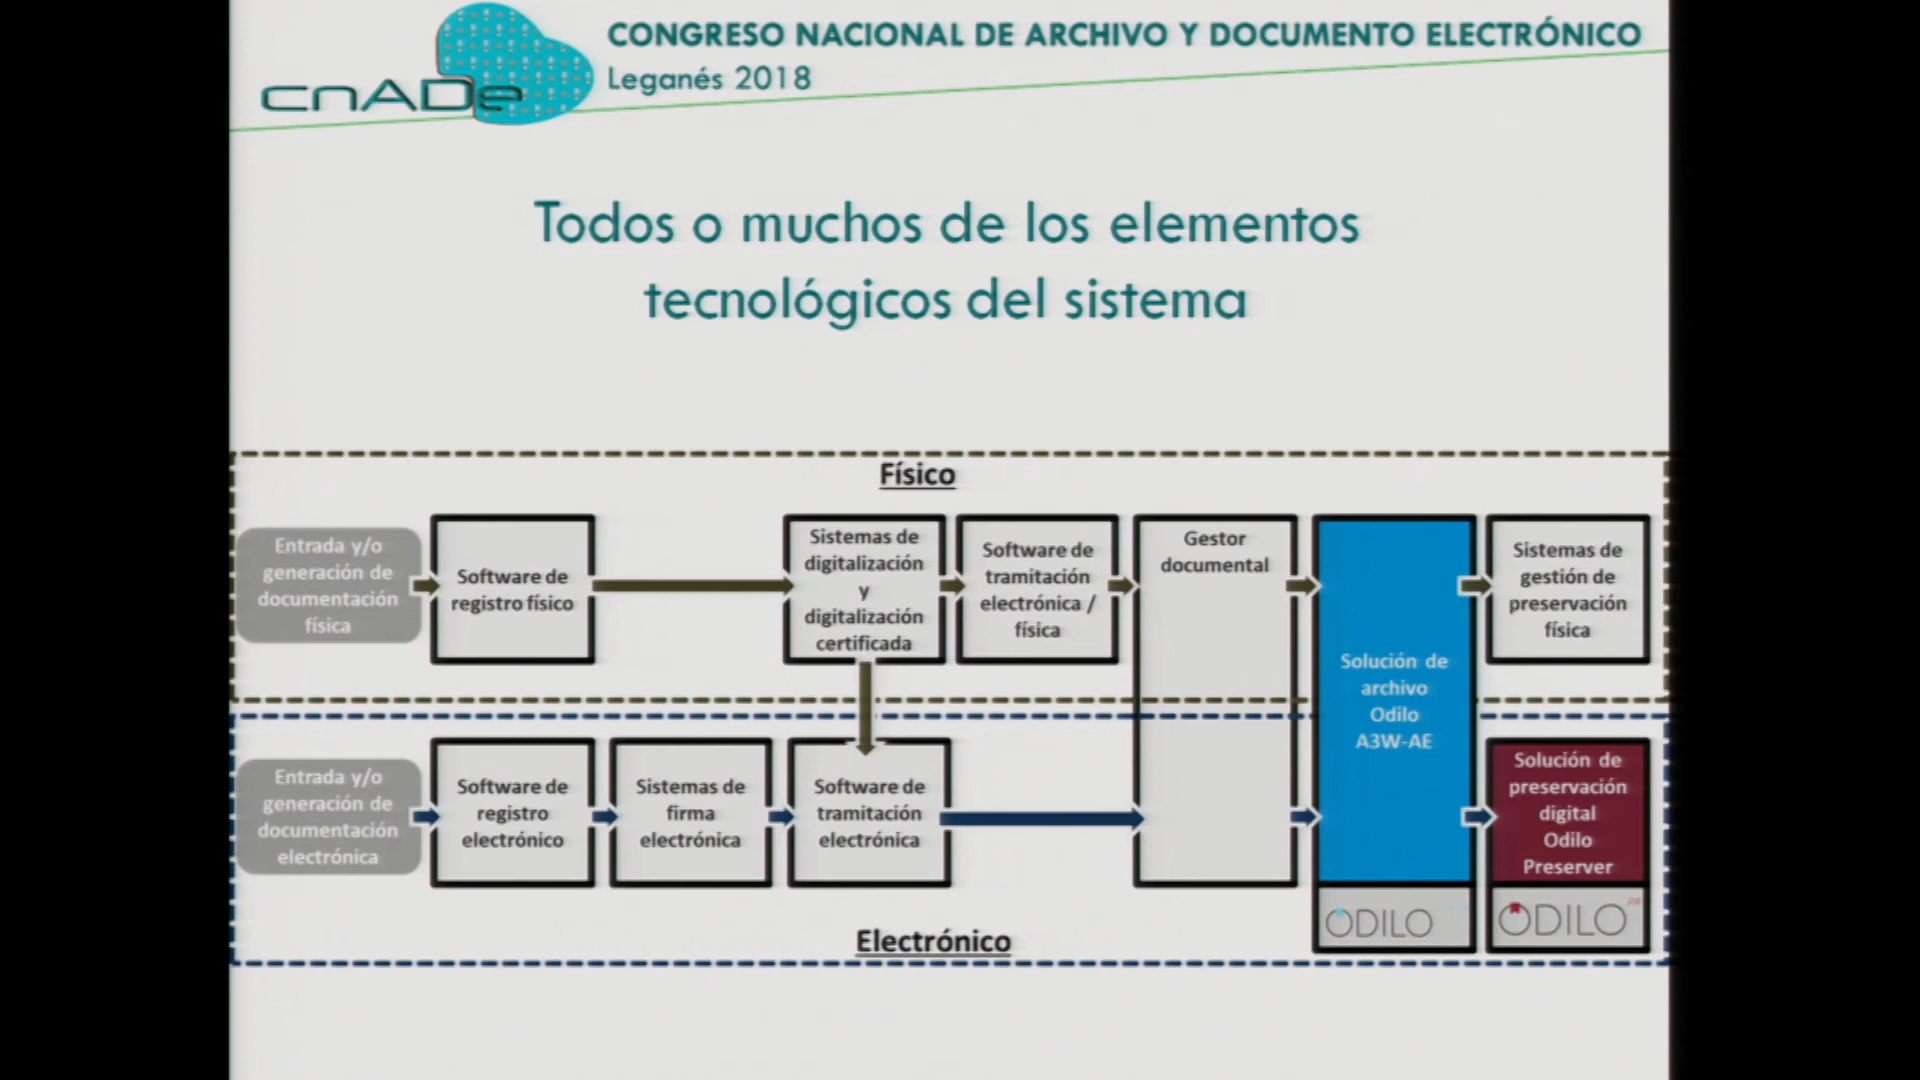 CONGRESO NACIONAL DE ARCHIVO Y DOCUMENTO ELECTRÓNICO
Leganés 2018
cnADe
Todos o muchos de los elementos
tecnológicos del sistema
Físico
Entrada y/o
generación de
documentación
física
Software de
registro físico
Sistemas de
digitalización
y
digitalización
certificada
Software de
tramitación
electrónica /
física
Gestor
documental
Solución de
archivo
Odilo
A3W-AE
ODILO
Sistemas de
gestión de
preservación
física
Entrada y/o
generación de
documentación
electrónica
Software de
registro
electrónico
Sistemas de
firma
electrónica
Software de
tramitación
electrónica
Solución de
preservación
digital
Odilo
Preserver
ODILO
Electrónico